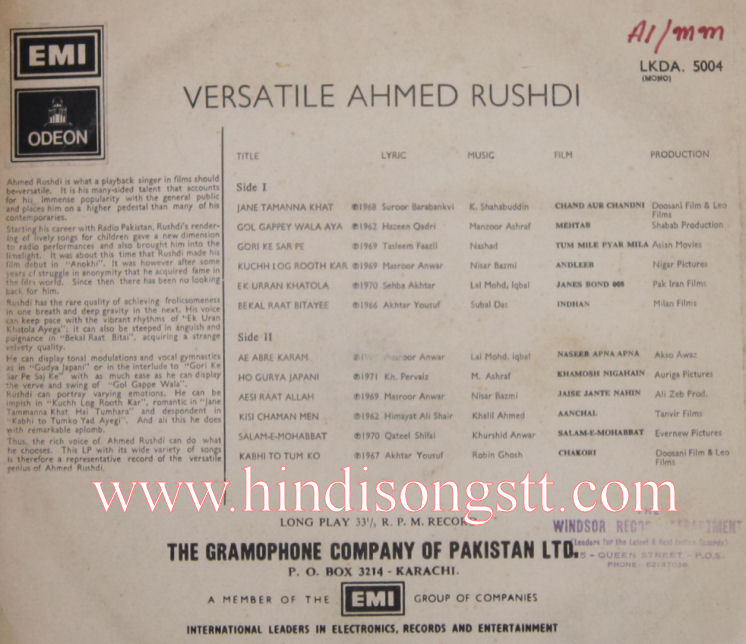 EMI
ODEON
A1/mm
LKDA. 5004
(MONO)
VERSATILE AHMED RUSHDI
Ahmed Rushdi is what a playback singer in films should
be—versatile. It is his many-sided talent that accounts
for his immense popularity with the general public
and places him on a higher pedestal than many of his
contemporaries.
Starting his career with Radio Pakistan, Rushdi's render-
ing of lively songs for children gave a new dimension
to radio performances and also brought him into the
limelight. It was about this time that Rushdi made his
film debut in "Anokhi". It was however after some
years of struggle in anonymity that he acquired fame in
the film world. Since then there has been no looking
back for him.
Rushdi has the rare quality of achieving frolicsomeness
in one breath and deep gravity in the next. His voice
can keep pace with the vibrant rhythms of "Ek Uran
Khatola Ayega"; it can also be steeped in anguish and
poignance in "Bekal Raat Bitai", acquiring a strange
velvety quality.
He can display tonal modulations and vocal gymnastics
as in "Gudya Japani" or in the interlude to "Gori Ke
Sar Pe Saj Ke" with as much ease as he can display
the verve and swing of "Gol Gappe Wala".
Rushdi can portray varying emotions. He can be
impish in "Kuchh Log Rooth Kar", romantic in "Jane
Tammanna Khat Hai Tumhara" and despondent in
"Kabhi to Tumko Yad Ayegi". And all this he does
with remarkable aplomb.
Thus, the rich voice of Ahmed Rushdi can do what
he chooses. This LP with its wide variety of songs
is therefore a representative record of the versatile
genius of Ahmed Rushdi.
TITLE LYRIC MUSIC FILM PRODUCTION
Side I
JANE TAMANNA KHAT ℗1968 Suroor Barabankvi K. Shahabuddin CHAND AUR CHANDNI Doosani Film & Leo
Films
GOL GAPPEY WALA AYA ℗1962 Hazeen Qadri Manzoor Ashraf MEHTAB Shabab Production
GORI KE SAR PE ℗1969 Tasleem Faazli Nashad TUM MILE PYAR MILA Asian Movies
KUCHH LOG ROOTH KAR ℗1969 Masroor Anwar Nisar Bazmi ANDLEEB Nigar Pictures
EK URRAN KHATOLA ℗1970 Sehba Akhtar Lal Mohd. Iqbal JANES BOND 008 Pak Iran Films
BEKAL RAAT BITAYEE ℗1966 Akhtar Yousuf Subal Das INDHAN Milan Films
Side II
AE ABRE KARAM Masroor Anwar Lal Mohd. Iqbal NASEEB APNA APNA Akso Awaz
HO GURYA JAPANI ℗1971 Kh. Pervaiz M. Ashraf KHAMOSH NIGAHAIN Auriga Pictures
AESI RAAT ALLAH ℗1969 Masroor Anwar Nisar Bazmi JAISE JANTE NAHIN Ali Zeb Prod.
KISI CHAMAN MEN ℗1962 Himayat Ali Shair Khalil Ahmed AANCHAL Tanvir Films
SALAM-E-MOHABBAT ℗1970 Qateel Shifai Khurshid Anwar SALAM-E-MOHABBAT Evernew Pictures
KABHI TO TUM KO ℗1967 Akhtar Yousuf Robin Ghosh CHAKORI Doosani Film & Leo
Films
www.hindisongstt.com
LONG PLAY 33⅓ R. P. M. RECORD
WINDSOR
QUEEN STREET - P.O.S.
THE GRAMOPHONE COMPANY OF PAKISTAN LTD.
P. O. BOX 3214 - KARACHI.
A MEMBER OF THE EMI GROUP OF COMPANIES
INTERNATIONAL LEADERS IN ELECTRONICS, RECORDS AND ENTERTAINMENT